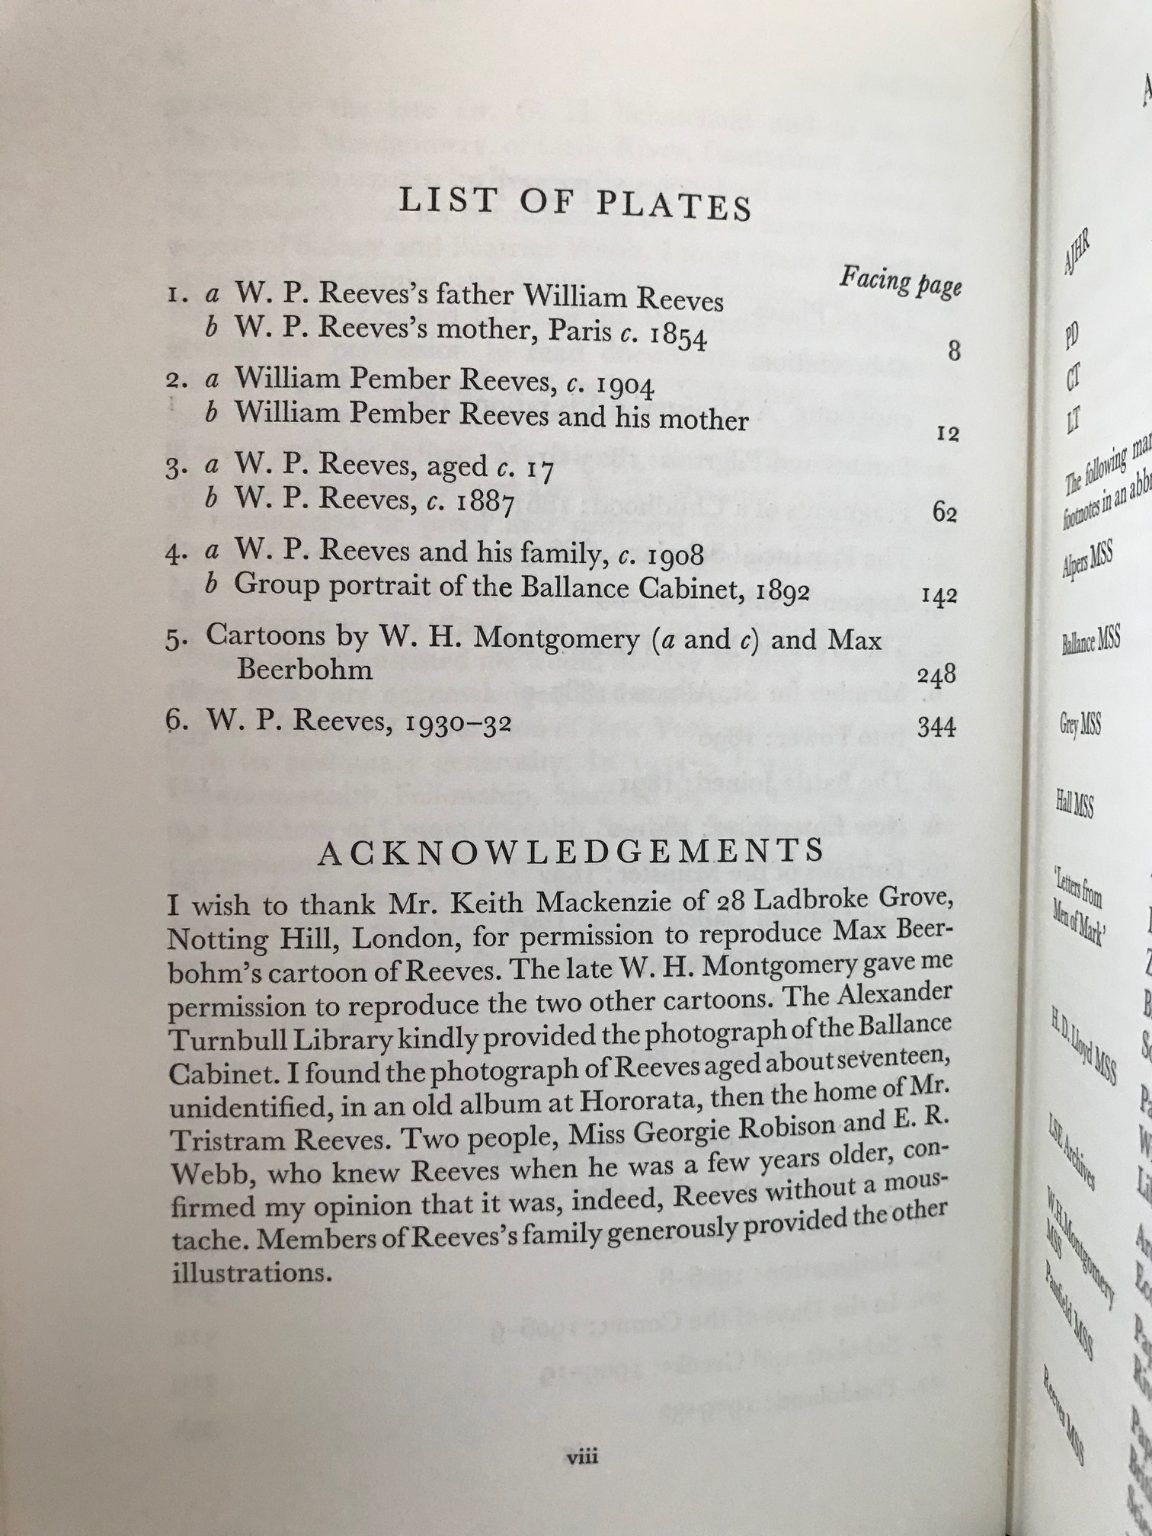 LIST OF PLATES
Facing page
1. a W. P. Reeves's father William Reeves
b W. P. Reeves's mother, Paris c. 1854 8
2. a William Pember Reeves, c. 1904
b William Pember Reeves and his mother 12
3. a W. P. Reeves, aged c. 17
b W. P. Reeves, c. 1887 62
4. a W. P. Reeves and his family, c. 1908
b Group portrait of the Ballance Cabinet, 1892 142
5. Cartoons by W. H. Montgomery (a and c) and Max
Beerbohm 248
6. W. P. Reeves, 1930–32 344
ACKNOWLEDGEMENTS
I wish to thank Mr. Keith Mackenzie of 28 Ladbroke Grove,
Notting Hill, London, for permission to reproduce Max Beer-
bohm's cartoon of Reeves. The late W. H. Montgomery gave me
permission to reproduce the two other cartoons. The Alexander
Turnbull Library kindly provided the photograph of the Ballance
Cabinet. I found the photograph of Reeves aged about seventeen,
unidentified, in an old album at Hororata, then the home of Mr.
Tristram Reeves. Two people, Miss Georgie Robison and E. R.
Webb, who knew Reeves when he was a few years older, con-
firmed my opinion that it was, indeed, Reeves without a mous-
tache. Members of Reeves's family generously provided the other
illustrations.
viii
AJHR
PD
CT
LT
The following
footnotes in an
Alpers MSS
Ballance MSS
Grey MSS
Hall MSS
'Letters from
Men of Mark'
H. D. Lloyd MSS
LSE Archives
W. H. Montgomery
MSS
Pamfield MSS
Reeves MSS